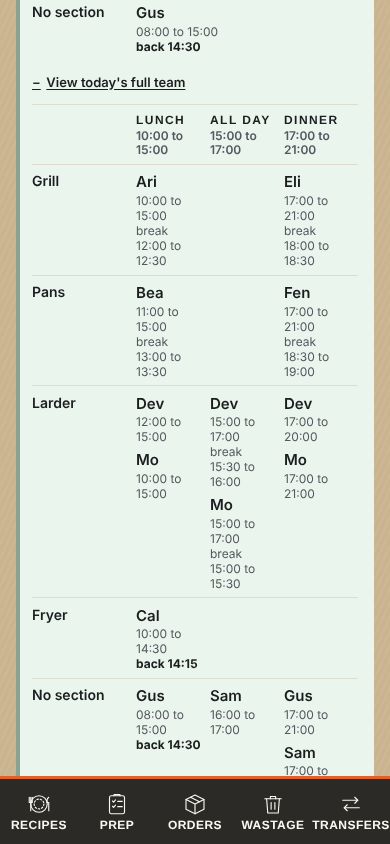 No section
Gus
08:00 to 15:00
back 14:30
– View today's full team
LUNCH
10:00 to
15:00
ALL DAY
15:00 to
17:00
DINNER
17:00 to
21:00
Grill
Ari
10:00 to
15:00
break
12:00 to
12:30
Eli
17:00 to
21:00
break
18:00 to
18:30
Pans
Bea
11:00 to
15:00
break
13:00 to
13:30
Fen
17:00 to
21:00
break
18:30 to
19:00
Larder
Dev
12:00 to
15:00
Mo
10:00 to
15:00
Dev
15:00 to
17:00
break
15:30 to
16:00
Mo
15:00 to
17:00
break
15:00 to
15:30
Dev
17:00 to
20:00
Mo
17:00 to
21:00
Fryer
Cal
10:00 to
14:30
back 14:15
No section
Gus
08:00 to
15:00
back 14:30
Sam
16:00 to
17:00
Gus
17:00 to
21:00
Sam
17:00 to
RECIPES
PREP
ORDERS
WASTAGE
TRANSFERS